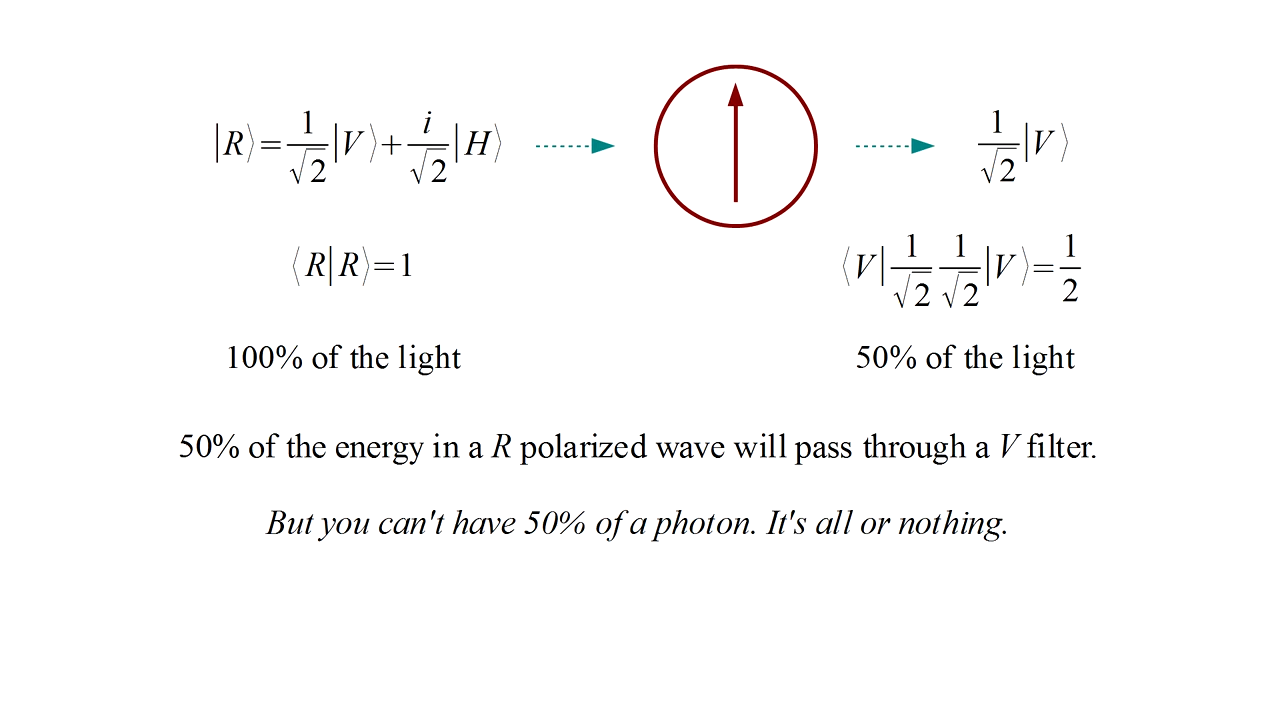 |R⟩=1/√2|V⟩+i/√2|H⟩
1/√2|V⟩
⟨R|R⟩=1
⟨V|1/√2 1/√2|V⟩=1/2
100% of the light
50% of the light
50% of the energy in a R polarized wave will pass through a V filter.
But you can't have 50% of a photon. It's all or nothing.